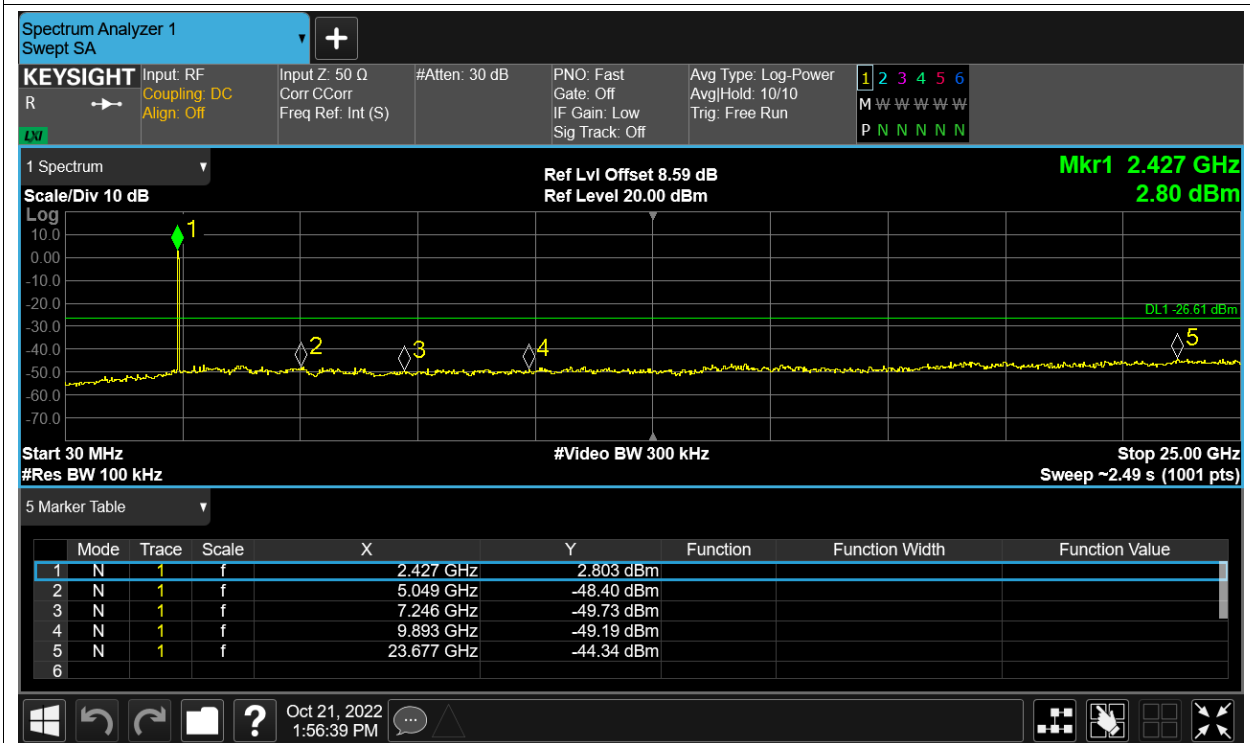 Spectrum Analyzer 1
Swept SA
KEYSIGHT
R
LXI
Input: RF
Coupling: DC
Align: Off
Input Z: 50 Ω
Corr CCorr
Freq Ref: Int (S)
#Atten: 30 dB
PNO: Fast
Gate: Off
IF Gain: Low
Sig Track: Off
Avg Type: Log-Power
Avg|Hold: 10/10
Trig: Free Run
1 2 3 4 5 6
M W W W W W
P N N N N N
1 Spectrum
Scale/Div 10 dB
Ref Lvl Offset 8.59 dB
Ref Level 20.00 dBm
Mkr1 2.427 GHz
2.80 dBm
Log
10.0
0.00
-10.0
-20.0
-30.0
-40.0
-50.0
-60.0
-70.0
1
2
3
4
5
DL1 -26.61 dBm
Start 30 MHz
#Video BW 300 kHz
Stop 25.00 GHz
#Res BW 100 kHz
Sweep ~2.49 s (1001 pts)
5 Marker Table
Mode Trace Scale X Y Function Function Width Function Value
1 N 1 f 2.427 GHz 2.803 dBm
2 N 1 f 5.049 GHz -48.40 dBm
3 N 1 f 7.246 GHz -49.73 dBm
4 N 1 f 9.893 GHz -49.19 dBm
5 N 1 f 23.677 GHz -44.34 dBm
6
?
Oct 21, 2022
1:56:39 PM